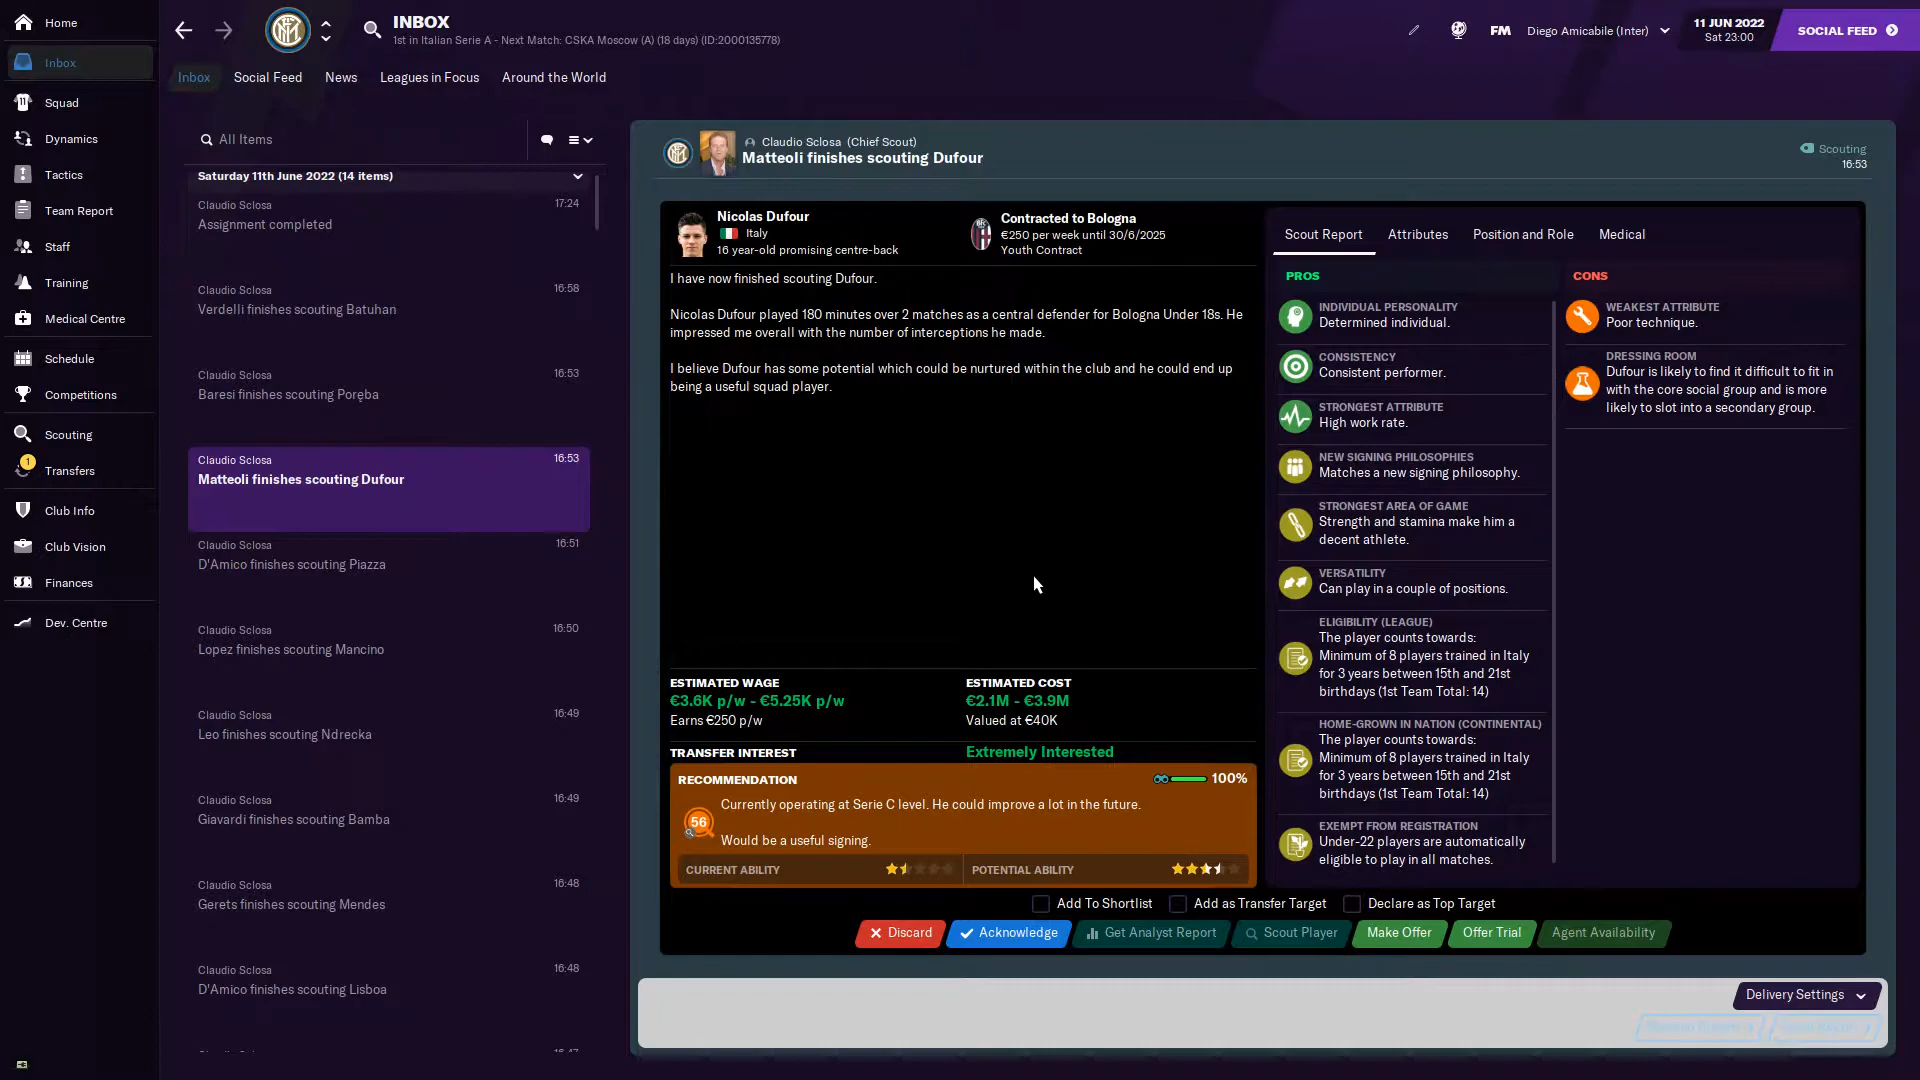 Home
Inbox
Squad
Dynamics
Tactics
Team Report
Staff
Training
Medical Centre
Schedule
Competitions
Scouting
1
Transfers
Club Info
Club Vision
Finances
Dev. Centre
INBOX
1st in Italian Serie A - Next Match: CSKA Moscow (A) (18 days) (ID:2000135778)
FM
Diego Amicabile (Inter)
11 JUN 2022
Sat 23:00
SOCIAL FEED
Inbox
Social Feed
News
Leagues in Focus
Around the World
All Items
Saturday 11th June 2022 (14 items)
Claudio Sclosa 17:24
Assignment completed
Claudio Sclosa 16:58
Verdelli finishes scouting Batuhan
Claudio Sclosa 16:53
Baresi finishes scouting Poręba
Claudio Sclosa 16:53
Matteoli finishes scouting Dufour
Claudio Sclosa 16:51
D'Amico finishes scouting Piazza
Claudio Sclosa 16:50
Lopez finishes scouting Mancino
Claudio Sclosa 16:49
Leo finishes scouting Ndrecka
Claudio Sclosa 16:49
Giavardi finishes scouting Bamba
Claudio Sclosa 16:48
Gerets finishes scouting Mendes
Claudio Sclosa 16:48
D'Amico finishes scouting Lisboa
Claudio Sclosa (Chief Scout)
Matteoli finishes scouting Dufour
Scouting
16:53
Nicolas Dufour
Italy
16 year-old promising centre-back
Contracted to Bologna
€250 per week until 30/6/2025
Youth Contract
I have now finished scouting Dufour.
Nicolas Dufour played 180 minutes over 2 matches as a central defender for Bologna Under 18s. He
impressed me overall with the number of interceptions he made.
I believe Dufour has some potential which could be nurtured within the club and he could end up
being a useful squad player.
ESTIMATED WAGE
€3.6K p/w - €5.25K p/w
Earns €250 p/w
ESTIMATED COST
€2.1M - €3.9M
Valued at €40K
TRANSFER INTEREST
Extremely Interested
RECOMMENDATION
100%
56
Currently operating at Serie C level. He could improve a lot in the future.
Would be a useful signing.
CURRENT ABILITY
POTENTIAL ABILITY
Scout Report
Attributes
Position and Role
Medical
PROS
INDIVIDUAL PERSONALITY
Determined individual.
CONSISTENCY
Consistent performer.
STRONGEST ATTRIBUTE
High work rate.
NEW SIGNING PHILOSOPHIES
Matches a new signing philosophy.
STRONGEST AREA OF GAME
Strength and stamina make him a
decent athlete.
VERSATILITY
Can play in a couple of positions.
ELIGIBILITY (LEAGUE)
The player counts towards:
Minimum of 8 players trained in Italy
for 3 years between 15th and 21st
birthdays (1st Team Total: 14)
HOME-GROWN IN NATION (CONTINENTAL)
The player counts towards:
Minimum of 8 players trained in Italy
for 3 years between 15th and 21st
birthdays (1st Team Total: 14)
EXEMPT FROM REGISTRATION
Under-22 players are automatically
eligible to play in all matches.
CONS
WEAKEST ATTRIBUTE
Poor technique.
DRESSING ROOM
Dufour is likely to find it difficult to fit in
with the core social group and is more
likely to slot into a secondary group.
Add To Shortlist
Add as Transfer Target
Declare as Top Target
Discard
Acknowledge
Get Analyst Report
Scout Player
Make Offer
Offer Trial
Agent Availability
Delivery Settings